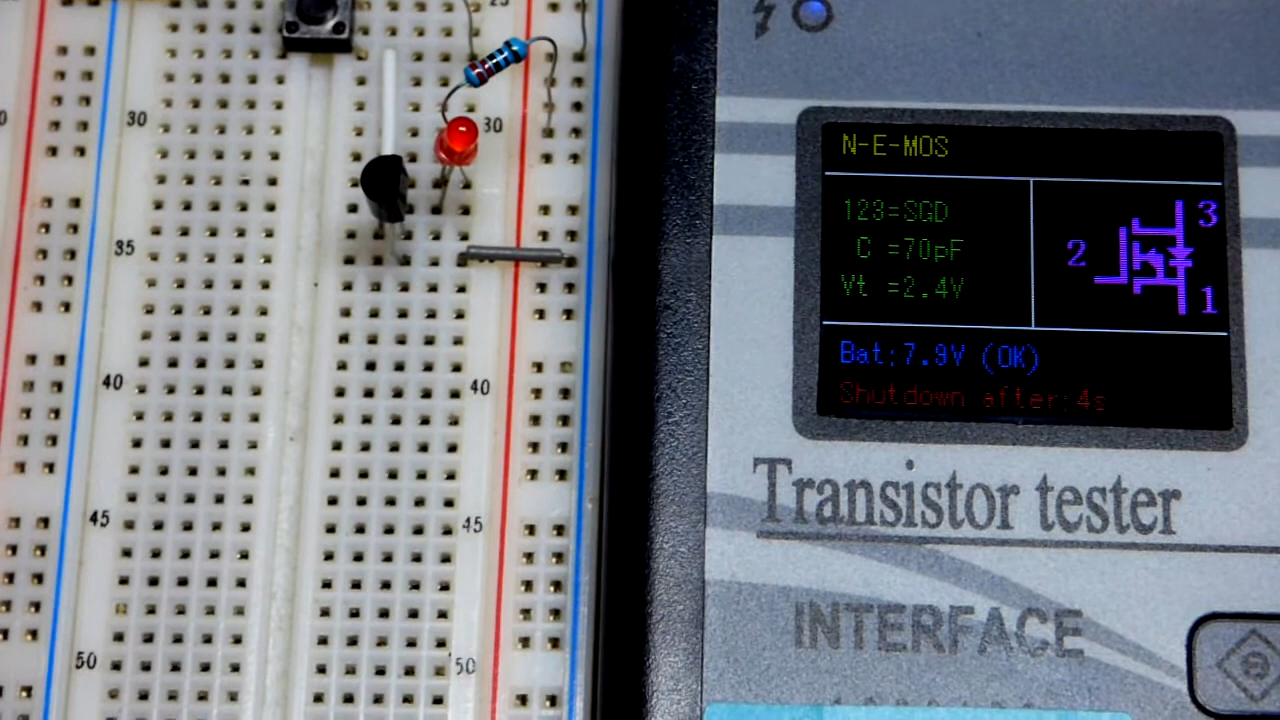 25
30
30
35
40
40
45
45
50
50
N-E-MOS
123=SGD
C =70pF
Vt =2.4V
3
2
1
Bat:7.9V (OK)
Shutdown after:4s
Transistor tester
INTERFACE